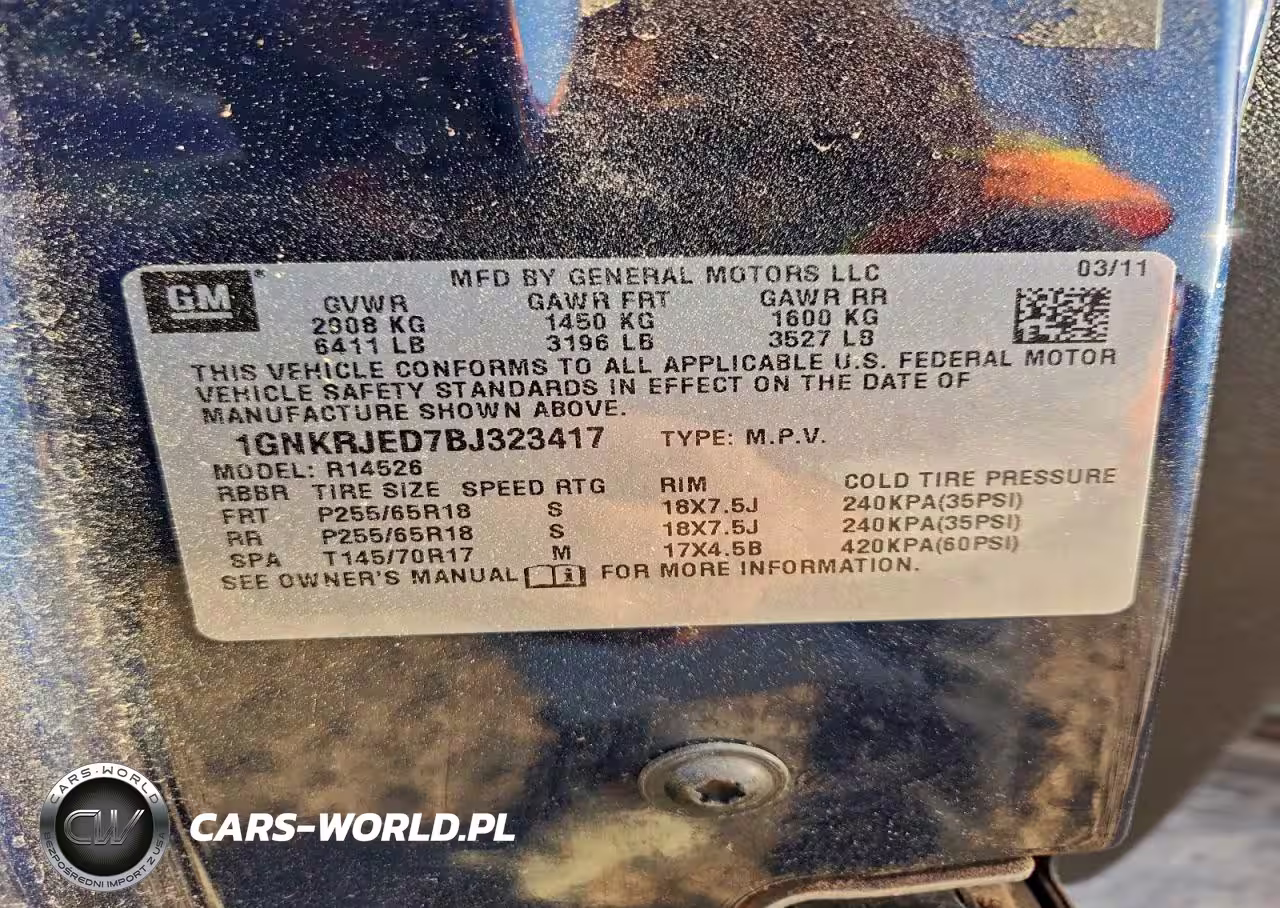 GM®
MFD BY GENERAL MOTORS LLC 03/11
GVWR GAWR FRT GAWR RR
2908 KG 1450 KG 1600 KG
6411 LB 3196 LB 3527 LB
THIS VEHICLE CONFORMS TO ALL APPLICABLE U.S. FEDERAL MOTOR
VEHICLE SAFETY STANDARDS IN EFFECT ON THE DATE OF
MANUFACTURE SHOWN ABOVE.
1GNKRJED7BJ323417 TYPE: M.P.V.
MODEL: R14526
RBBR TIRE SIZE SPEED RTG RIM COLD TIRE PRESSURE
FRT P255/65R18 S 18X7.5J 240KPA(35PSI)
RR P255/65R18 S 18X7.5J 240KPA(35PSI)
SPA T145/70R17 M 17X4.5B 420KPA(60PSI)
SEE OWNER'S MANUAL i FOR MORE INFORMATION.
CARS-WORLD
CW
BEZPOŚREDNI IMPORT Z USA
CARS-WORLD.PL